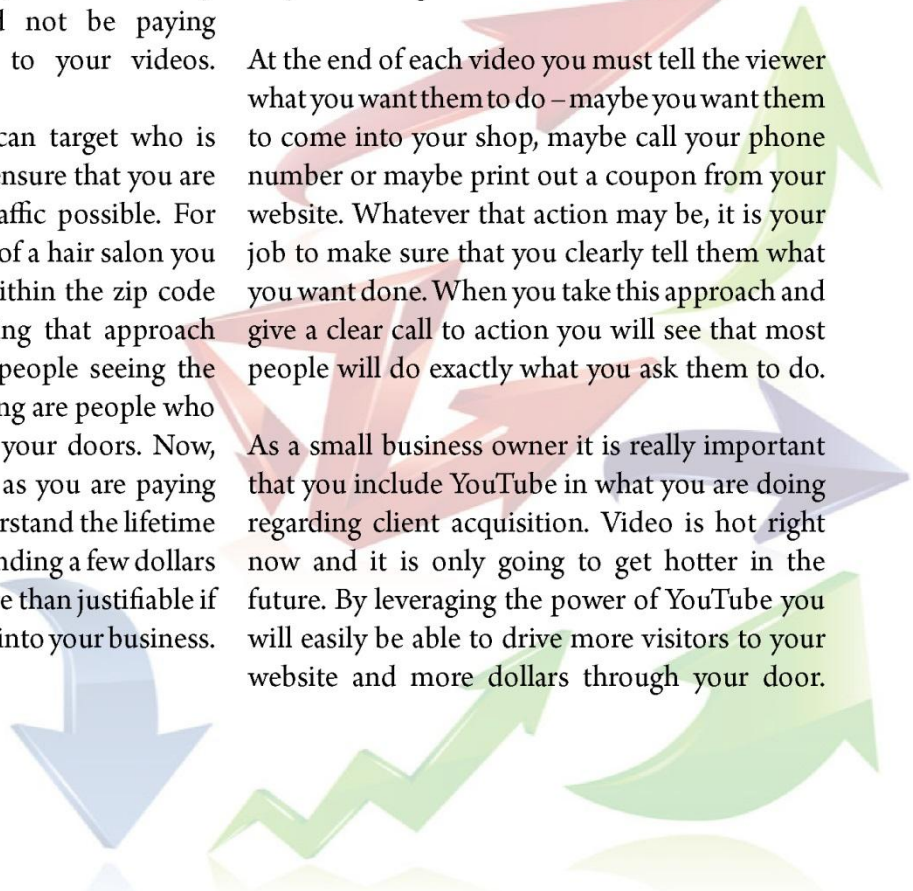 not be paying
to your videos.
can target who is
ensure that you are
affic possible. For
of a hair salon you
ithin the zip code
ng that approach
people seeing the
ng are people who
your doors. Now,
as you are paying
rstand the lifetime
nding a few dollars
e than justifiable if
into your business.
At the end of each video you must tell the viewer
what you want them to do – maybe you want them
to come into your shop, maybe call your phone
number or maybe print out a coupon from your
website. Whatever that action may be, it is your
job to make sure that you clearly tell them what
you want done. When you take this approach and
give a clear call to action you will see that most
people will do exactly what you ask them to do.
As a small business owner it is really important
that you include YouTube in what you are doing
regarding client acquisition. Video is hot right
now and it is only going to get hotter in the
future. By leveraging the power of YouTube you
will easily be able to drive more visitors to your
website and more dollars through your door.